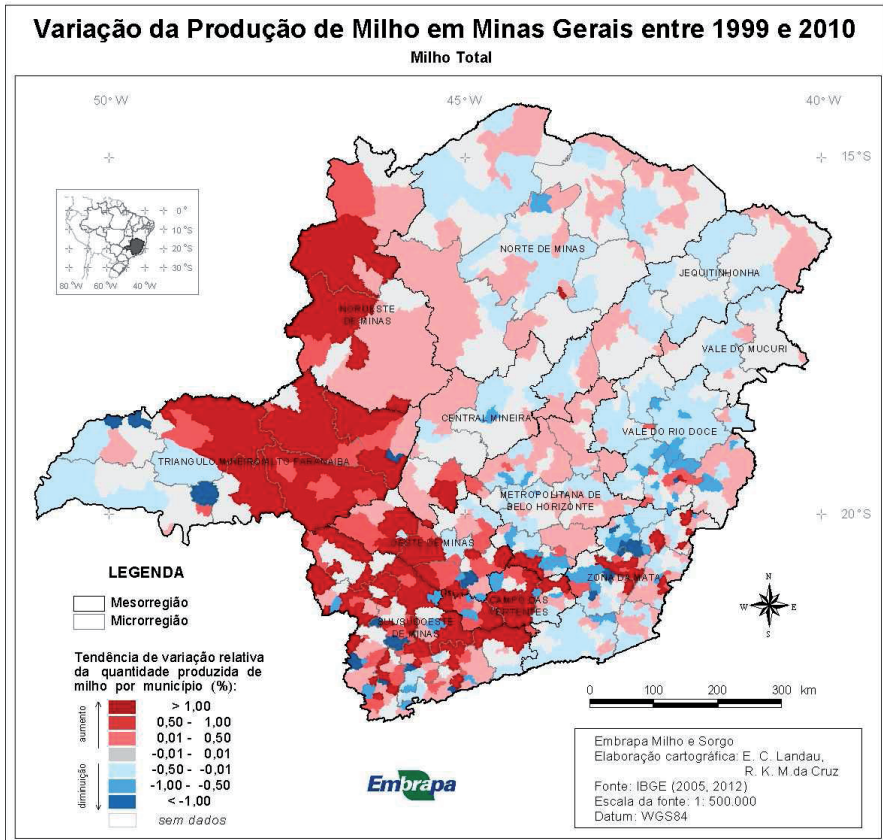 Variação da Produção de Milho em Minas Gerais entre 1999 e 2010
Milho Total
50° W
45° W
40° W
15°S
0°
10°S
20°S
30°S
80°W
60°W
40°W
NORTE DE MINAS
JEQUITINHONHA
NOROESTE
DE MINAS
VALE DO MUCURI
CENTRAL MINEIRA
VALE DO RIO DOCE
TRIANGULO MINEIRO/ALTO PARANAIBA
METROPOLITANA DE
BELO HORIZONTE
20°S
OESTE DE MINAS
ZONA DA MATA
CAMPO DAS
VERTENTES
SUL/SUDOESTE
DE MINAS
LEGENDA
Mesorregião
Microrregião
Tendência de variação relativa
da quantidade produzida de
milho por município (%):
aumento
diminuição
> 1,00
0,50 - 1,00
0,01 - 0,50
-0,01 - 0,01
-0,50 - -0,01
-1,00 - -0,50
< -1,00
sem dados
N
W
E
S
0 100 200 300 km
Embrapa
Embrapa Milho e Sorgo
Elaboração cartográfica: E. C. Landau,
R. K. M.da Cruz
Fonte: IBGE (2005, 2012)
Escala da fonte: 1: 500.000
Datum: WGS84